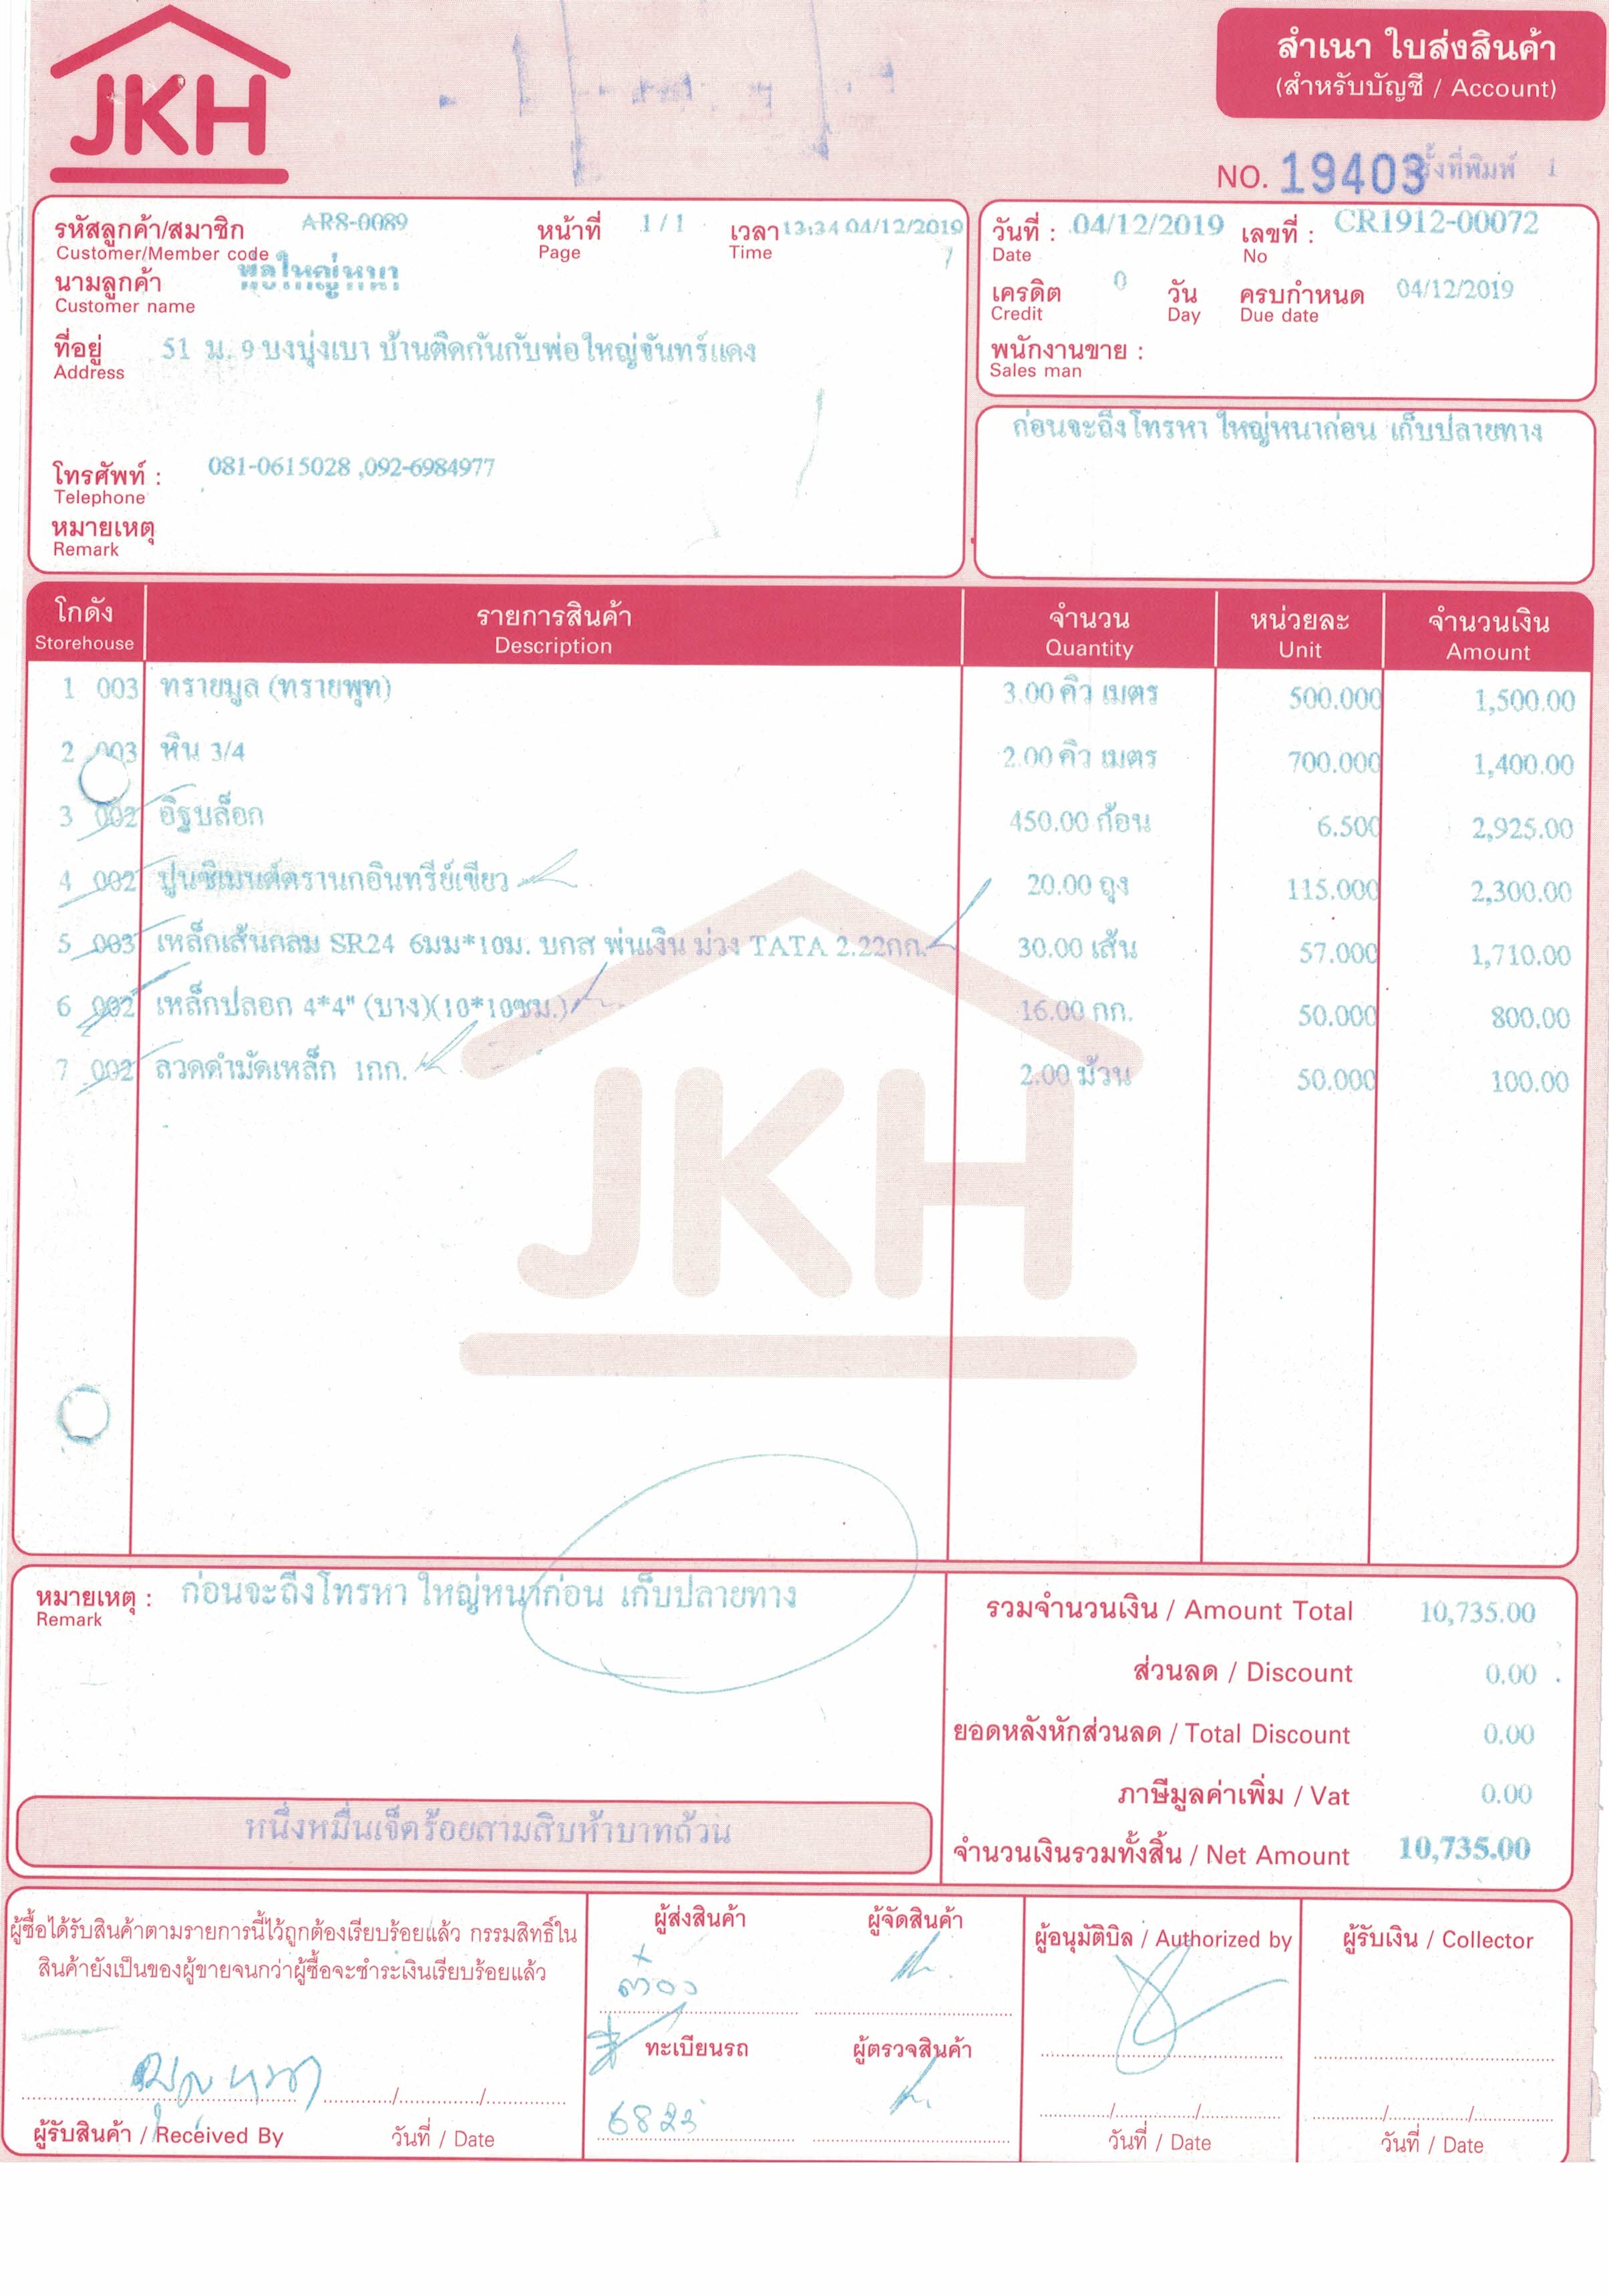 JKH
สำเนา ใบส่งสินค้า
(สำหรับบัญชี / Account)
NO. 19403 ครั้งที่พิมพ์ 1
รหัสลูกค้า/สมาชิก AR8-0089 หน้าที่ 1 / 1 เวลา 13:34 04/12/2019
Customer/Member code Page Time
นามลูกค้า พ่อใหญ่หนา
Customer name
ที่อยู่ 51 ม. 9 บงบุ่งเบา บ้านติดกันกับพ่อใหญ่จันทร์แดง
Address
โทรศัพท์ : 081-0615028 ,092-6984977
Telephone
หมายเหตุ
Remark
วันที่ : 04/12/2019 เลขที่ : CR1912-00072
Date No
เครดิต 0 วัน ครบกำหนด 04/12/2019
Credit Day Due date
พนักงานขาย :
Sales man
ก่อนจะถึงโทรหา ใหญ่หนาก่อน เก็บปลายทาง
โกดัง รายการสินค้า จำนวน หน่วยละ จำนวนเงิน
Storehouse Description Quantity Unit Amount
1 003 ทรายมูล (ทรายพุท) 3.00 คิว เมตร 500.000 1,500.00
2 003 หิน 3/4 2.00 คิว เมตร 700.000 1,400.00
3 002 อิฐบล็อก 450.00 ก้อน 6.500 2,925.00
4 002 ปูนซิเมนต์ตรานกอินทรีย์เขียว 20.00 ถุง 115.000 2,300.00
5 003 เหล็กเส้นกลม SR24 6มม*10ม. บกส พ่นเงิน ม่วง TATA 2.22กก. 30.00 เส้น 57.000 1,710.00
6 002 เหล็กปลอก 4*4" (บาง)(10*10ซม.) 16.00 กก. 50.000 800.00
7 002 ลวดดำมัดเหล็ก 1กก. 2.00 ม้วน 50.000 100.00
JKH
หมายเหตุ : ก่อนจะถึงโทรหา ใหญ่หนาก่อน เก็บปลายทาง
Remark
รวมจำนวนเงิน / Amount Total 10,735.00
ส่วนลด / Discount 0.00
ยอดหลังหักส่วนลด / Total Discount 0.00
ภาษีมูลค่าเพิ่ม / Vat 0.00
หนึ่งหมื่นเจ็ดร้อยสามสิบห้าบาทถ้วน
จำนวนเงินรวมทั้งสิ้น / Net Amount 10,735.00
ผู้ซื้อได้รับสินค้าตามรายการนี้ไว้ถูกต้องเรียบร้อยแล้ว กรรมสิทธิ์ใน
สินค้ายังเป็นของผู้ขายจนกว่าผู้ซื้อจะชำระเงินเรียบร้อยแล้ว
ผู้รับสินค้า / Received By วันที่ / Date
ผู้ส่งสินค้า ผู้จัดสินค้า
ทะเบียนรถ ผู้ตรวจสินค้า
ผู้อนุมัติบิล / Authorized by
วันที่ / Date
ผู้รับเงิน / Collector
วันที่ / Date